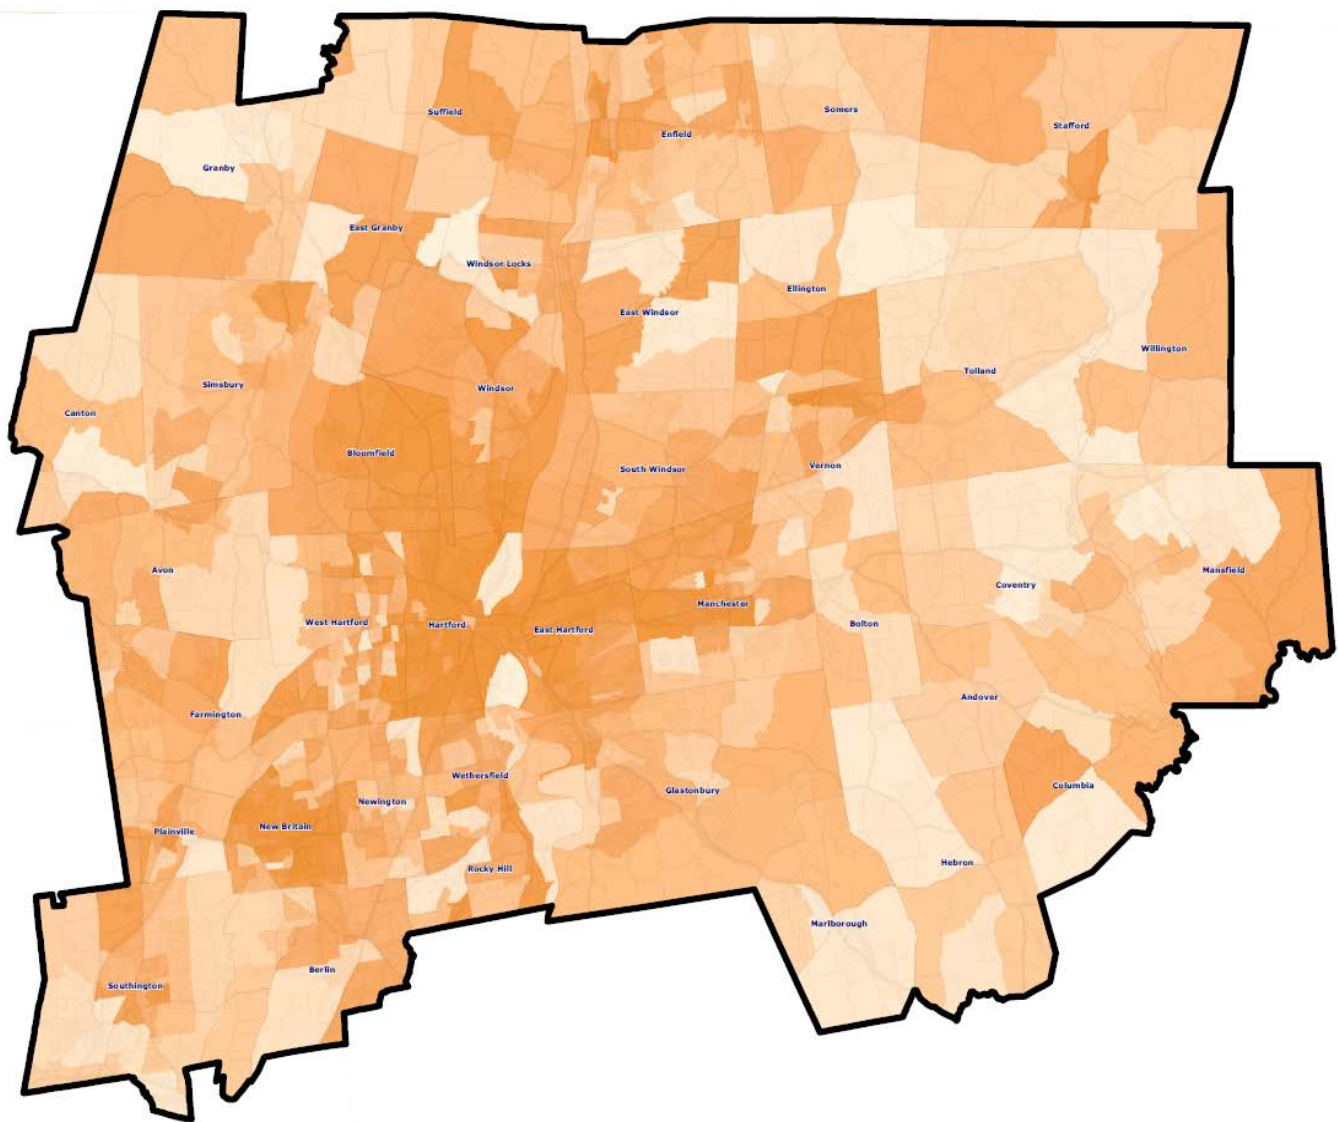 Suffield
Somers
Enfield
Stafford
Granby
East Granby
Windsor Locks
Ellington
East Windsor
Willington
Tolland
Simsbury
Windsor
Canton
Bloomfield
South Windsor
Vernon
Avon
Mansfield
Coventry
Manchester
West Hartford
Hartford
East Hartford
Bolton
Andover
Farmington
Wethersfield
Columbia
Glastonbury
Newington
New Britain
Plainville
Hebron
Rocky Hill
Marlborough
Berlin
Southington